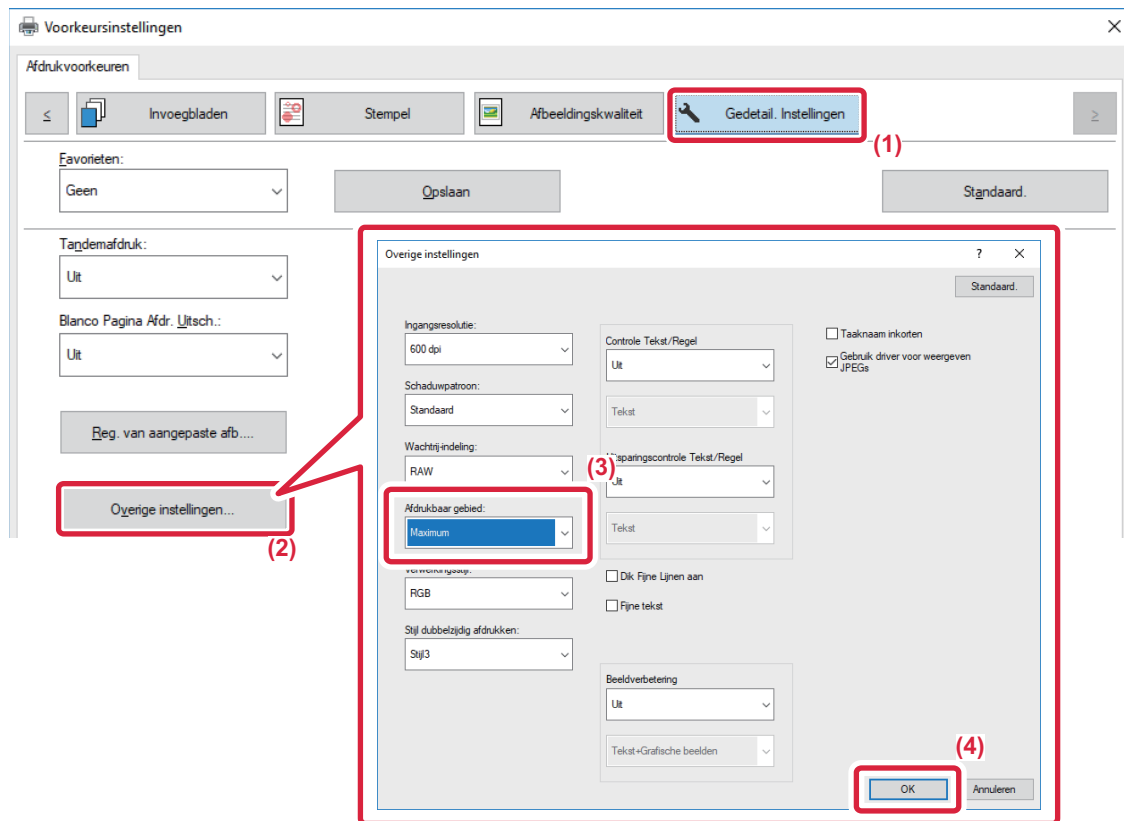 Voorkeursinstellingen
Afdrukvoorkeuren
<
Invoegbladen
Stempel
Afbeeldingskwaliteit
Gedetail. Instellingen
>
(1)
Favorieten:
Geen
Opslaan
Standaard.
Tandemafdruk:
Uit
Blanco Pagina Afdr. Uitsch.:
Uit
Reg. van aangepaste afb....
Overige instellingen...
(2)
Overige instellingen
?
Standaard.
Ingangsresolutie:
600 dpi
Schaduwpatroon:
Standaard
Wachtrij-indeling:
RAW
(3)
Afdrukbaar gebied:
Maximum
RGB
Stijl dubbelzijdig afdrukken:
Stijl3
Controle Tekst/Regel
Uit
Tekst
Uitsparingscontrole Tekst/Regel
Uit
Tekst
Dik Fijne Lijnen aan
Fijne tekst
Beeldverbetering
Uit
Tekst+Grafische beelden
Taaknaam inkorten
Gebruik driver voor weergeven
JPEGs
(4)
OK
Annuleren